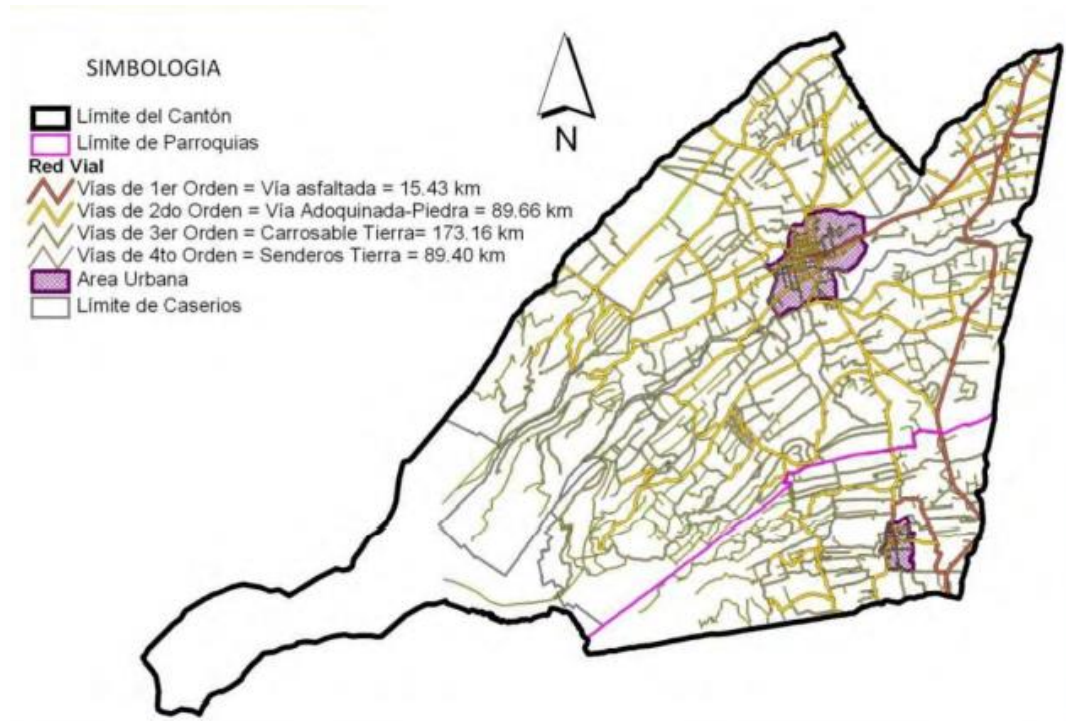 SIMBOLOGIA
Límite del Cantón
Límite de Parroquias
Red Vial
Vías de 1er Orden = Vía asfaltada = 15.43 km
Vías de 2do Orden = Vía Adoquinada-Piedra = 89.66 km
Vías de 3er Orden = Carrosable Tierra= 173.16 km
Vías de 4to Orden = Senderos Tierra = 89.40 km
Area Urbana
Límite de Caserios
N